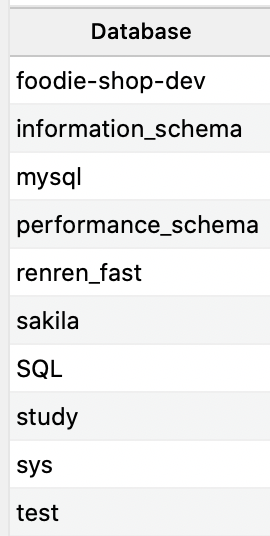 Database
foodie-shop-dev
information_schema
mysql
performance_schema
renren_fast
sakila
SQL
study
sys
test